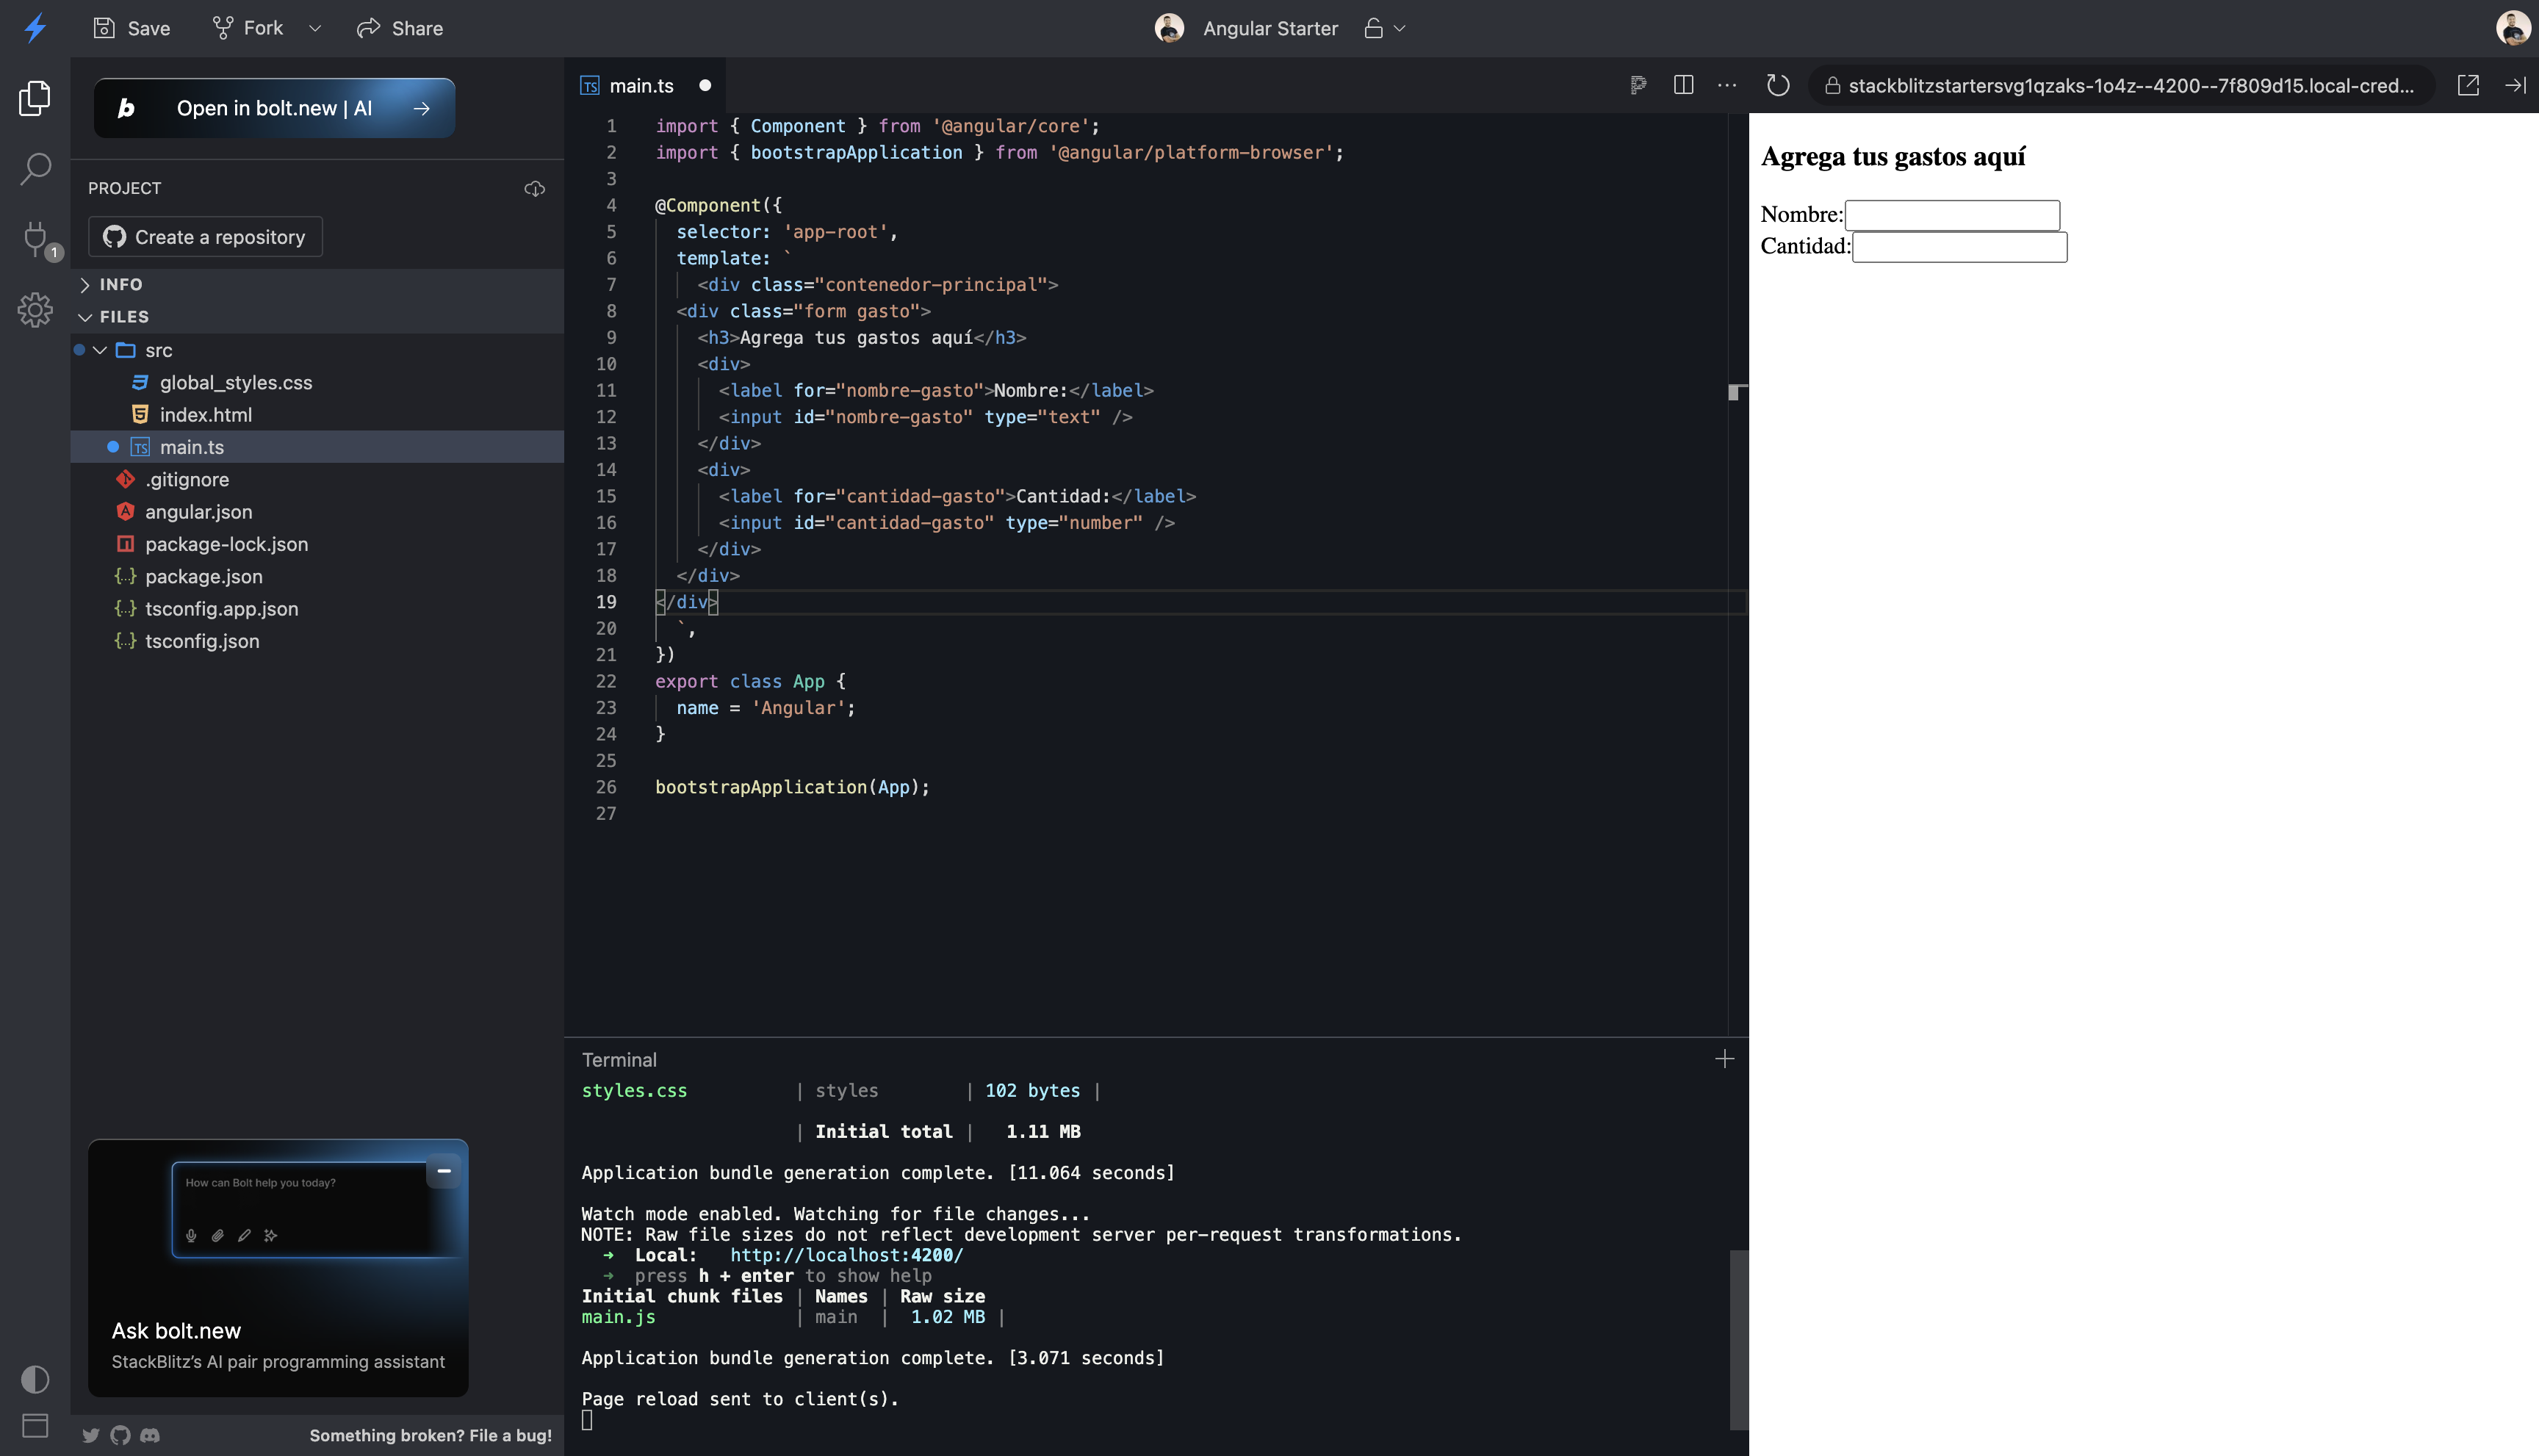 Save
Fork
Share
Angular Starter
b Open in bolt.new | AI
PROJECT
Create a repository
1
INFO
FILES
src
global_styles.css
index.html
TS main.ts
.gitignore
angular.json
package-lock.json
{..} package.json
{..} tsconfig.app.json
{..} tsconfig.json
How can Bolt help you today?
Ask bolt.new
StackBlitz's AI pair programming assistant
Something broken? File a bug!
TS main.ts
1 import { Component } from '@angular/core';
2 import { bootstrapApplication } from '@angular/platform-browser';
3
4 @Component({
5 selector: 'app-root',
6 template: `
7 <div class="contenedor-principal">
8 <div class="form gasto">
9 <h3>Agrega tus gastos aquí</h3>
10 <div>
11 <label for="nombre-gasto">Nombre:</label>
12 <input id="nombre-gasto" type="text" />
13 </div>
14 <div>
15 <label for="cantidad-gasto">Cantidad:</label>
16 <input id="cantidad-gasto" type="number" />
17 </div>
18 </div>
19 </div>
20 `,
21 })
22 export class App {
23 name = 'Angular';
24 }
25
26 bootstrapApplication(App);
27
Terminal
styles.css | styles | 102 bytes |
| Initial total | 1.11 MB
Application bundle generation complete. [11.064 seconds]
Watch mode enabled. Watching for file changes...
NOTE: Raw file sizes do not reflect development server per-request transformations.
➜ Local: http://localhost:4200/
➜ press h + enter to show help
Initial chunk files | Names | Raw size
main.js | main | 1.02 MB |
Application bundle generation complete. [3.071 seconds]
Page reload sent to client(s).
stackblitzstartersvg1qzaks-1o4z--4200--7f809d15.local-cred...
Agrega tus gastos aquí
Nombre:
Cantidad: